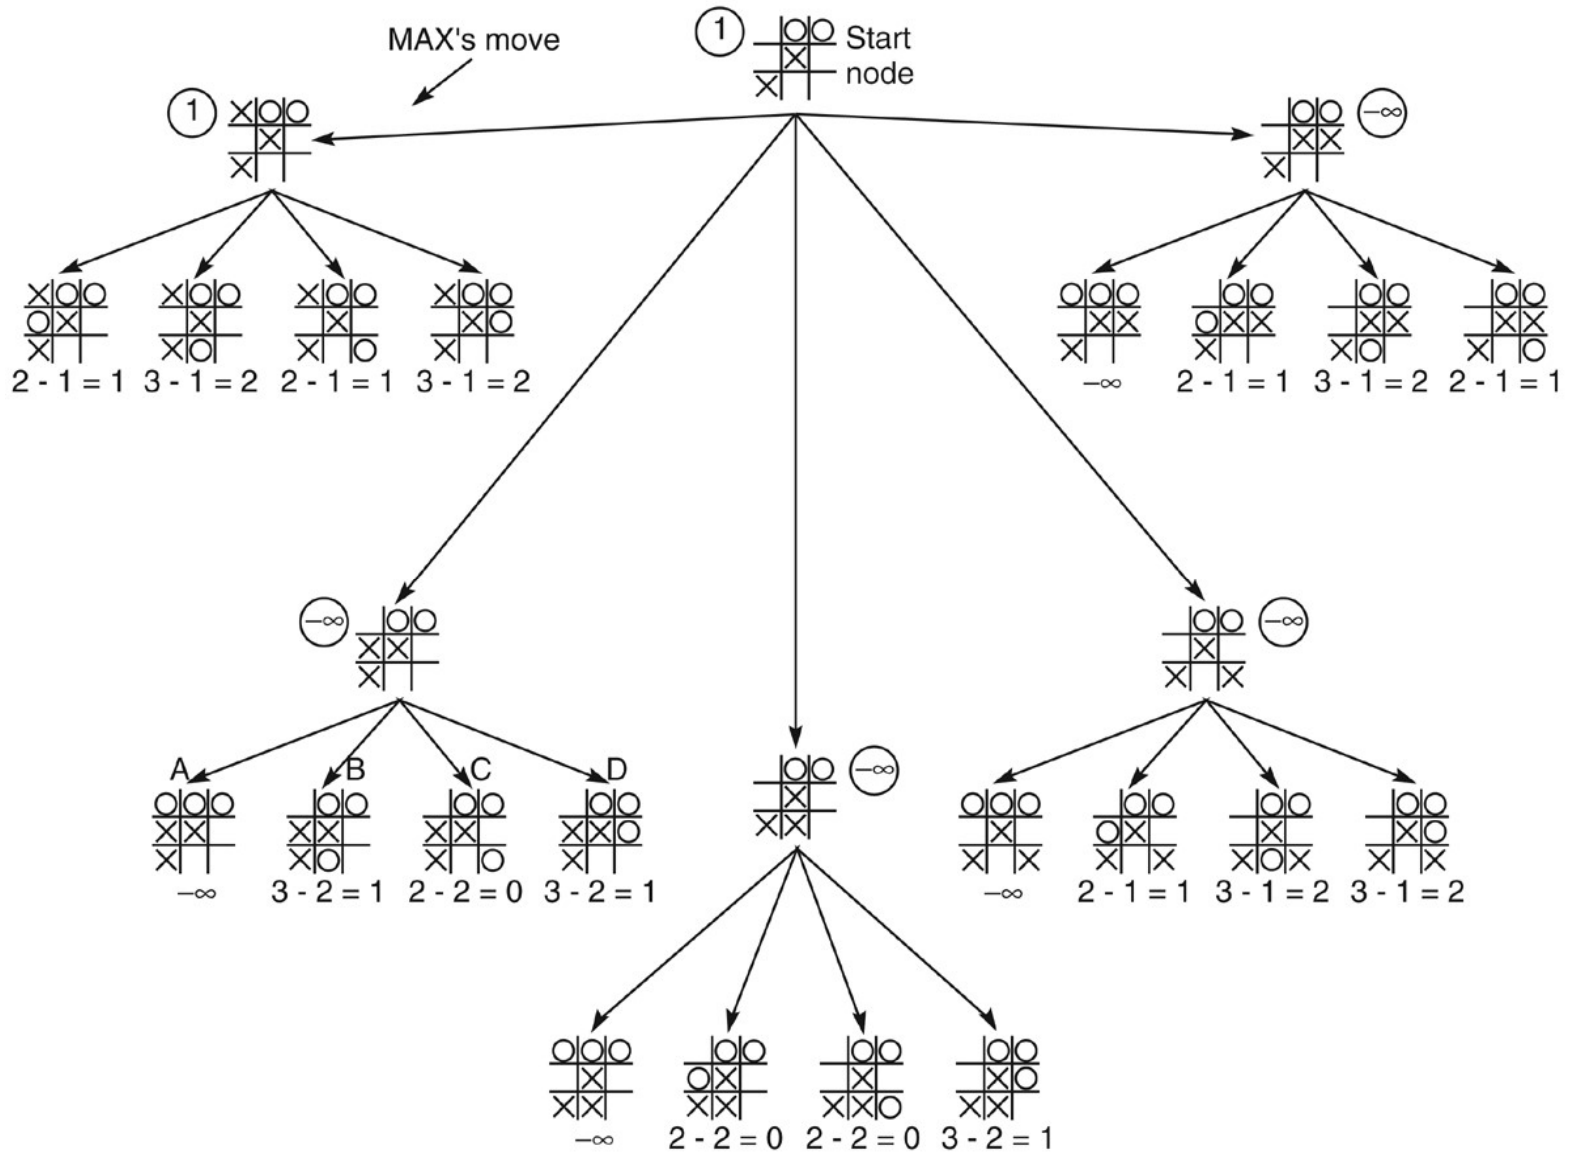 MAX's move
1
Start
node
1
−∞
2 - 1 = 1 3 - 1 = 2 2 - 1 = 1 3 - 1 = 2
−∞ 2 - 1 = 1 3 - 1 = 2 2 - 1 = 1
−∞
−∞
A B C D
−∞
−∞ 3 - 2 = 1 2 - 2 = 0 3 - 2 = 1
−∞ 2 - 1 = 1 3 - 1 = 2 3 - 1 = 2
−∞ 2 - 2 = 0 2 - 2 = 0 3 - 2 = 1